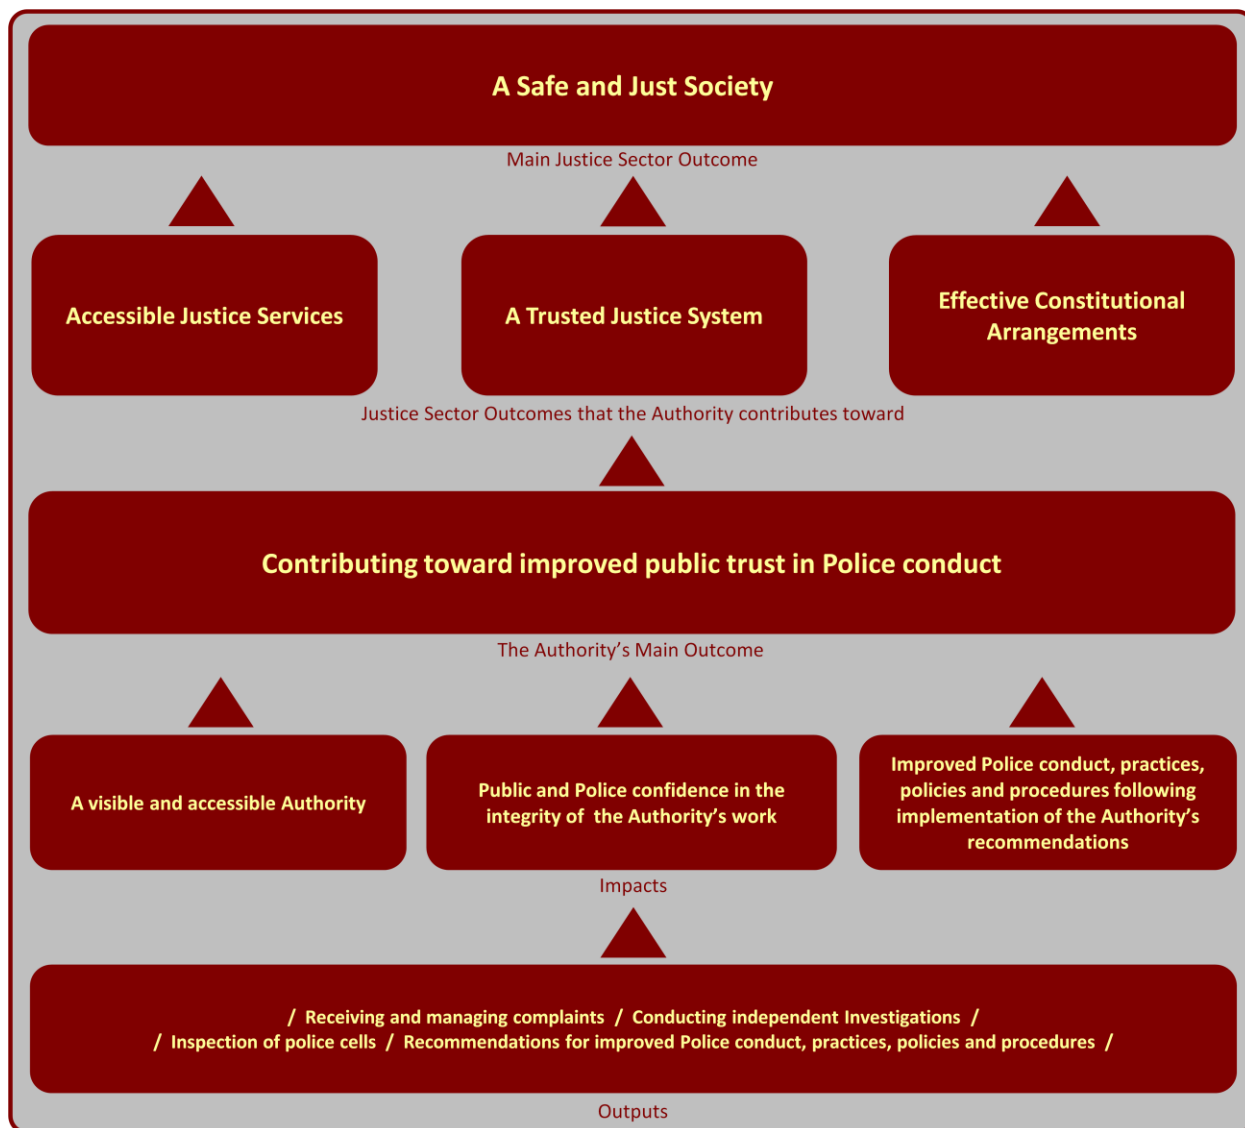 A Safe and Just Society
Main Justice Sector Outcome
Accessible Justice Services
A Trusted Justice System
Effective Constitutional
Arrangements
Justice Sector Outcomes that the Authority contributes toward
Contributing toward improved public trust in Police conduct
The Authority’s Main Outcome
A visible and accessible Authority
Public and Police confidence in the
integrity of the Authority’s work
Improved Police conduct, practices,
policies and procedures following
implementation of the Authority’s
recommendations
Impacts
/ Receiving and managing complaints / Conducting independent Investigations /
/ Inspection of police cells / Recommendations for improved Police conduct, practices, policies and procedures /
Outputs